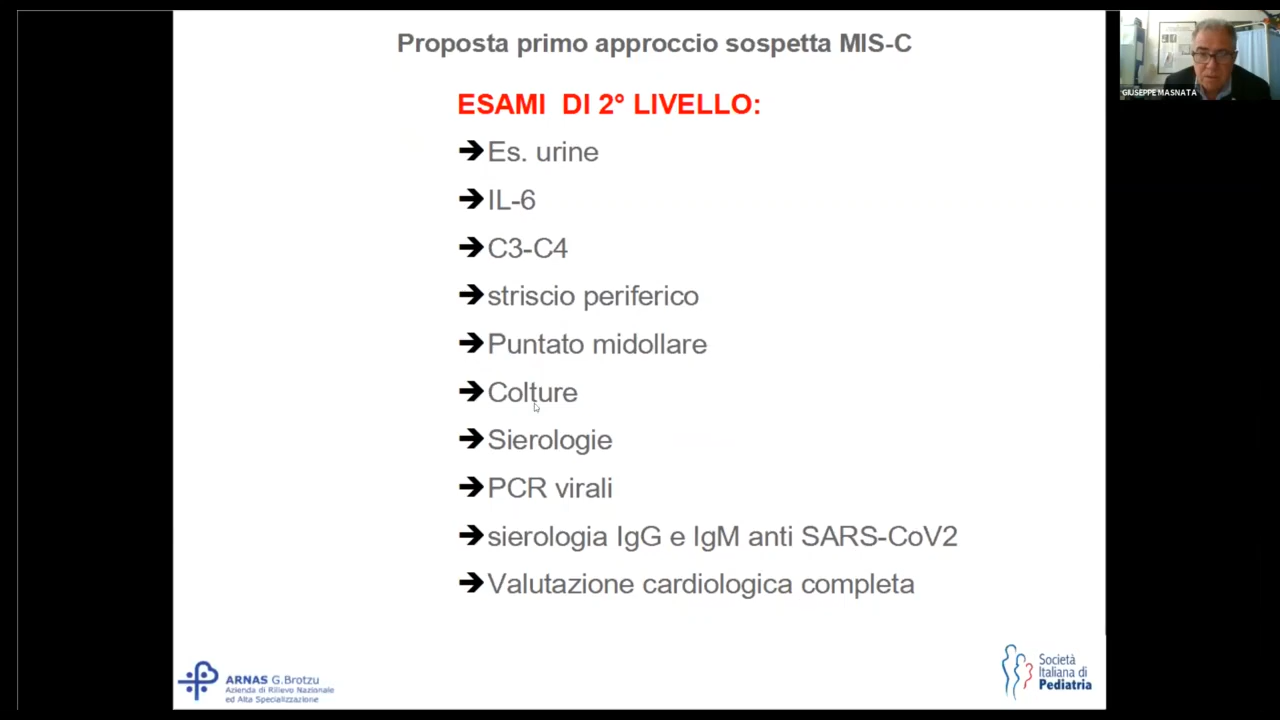 Proposta primo approccio sospetta MIS-C
GIUSEPPE MASNATA
ESAMI DI 2° LIVELLO:
➔Es. urine
➔IL-6
➔C3-C4
➔striscio periferico
➔Puntato midollare
➔Colture
➔Sierologie
➔PCR virali
➔sierologia IgG e IgM anti SARS-CoV2
➔Valutazione cardiologica completa
ARNAS G.Brotzu
Azienda di Rilievo Nazionale
ed Alta Specializzazione
Società
Italiana di
Pediatria